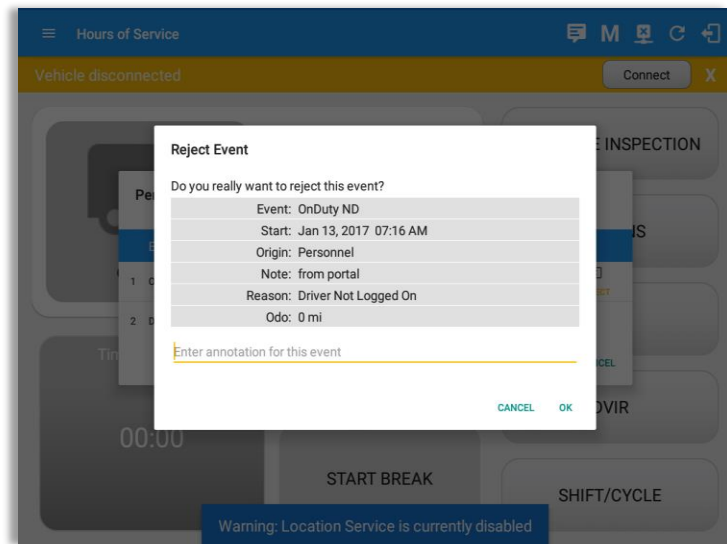 Hours of Service
M
Vehicle disconnected
Connect
X
INSPECTION
Reject Event
Do you really want to reject this event?
Event: OnDuty ND
Start: Jan 13, 2017 07:16 AM
Origin: Personnel
Note: from portal
Reason: Driver Not Logged On
Odo: 0 mi
Enter annotation for this event
CANCEL
OK
1
2
00:00
START BREAK
SHIFT/CYCLE
Warning: Location Service is currently disabled